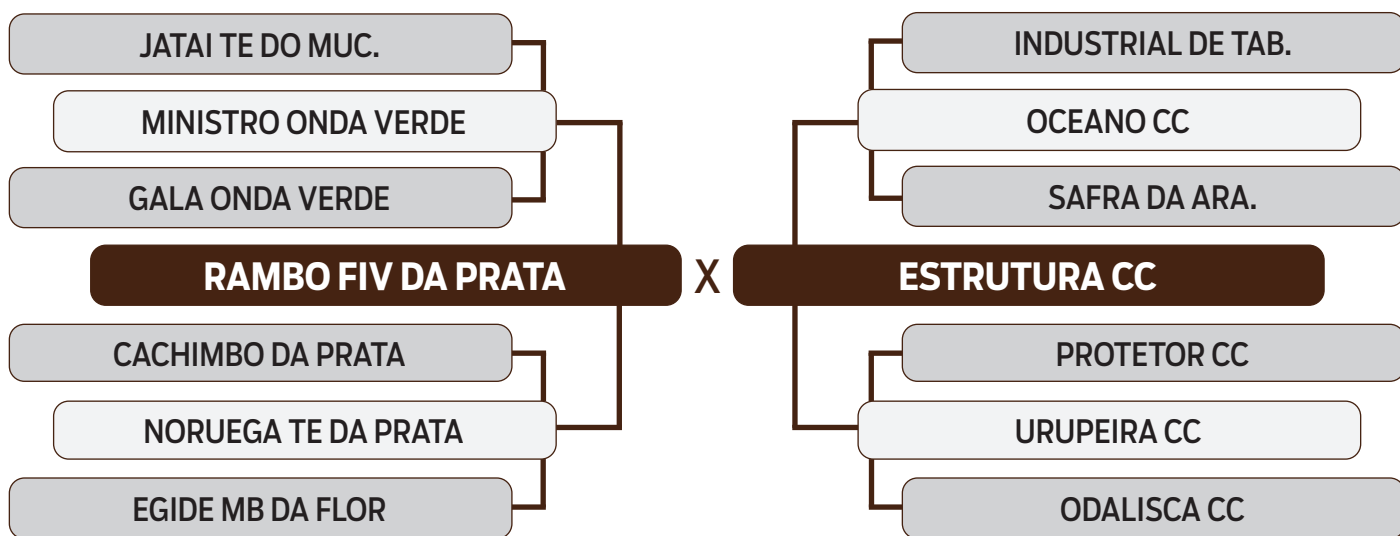 JATAI TE DO MUC.
INDUSTRIAL DE TAB.
MINISTRO ONDA VERDE
OCEANO CC
GALA ONDA VERDE
SAFRA DA ARA.
RAMBO FIV DA PRATA X ESTRUTURA CC
CACHIMBO DA PRATA
PROTETOR CC
NORUEGA TE DA PRATA
URUPEIRA CC
EGIDE MB DA FLOR
ODALISCA CC